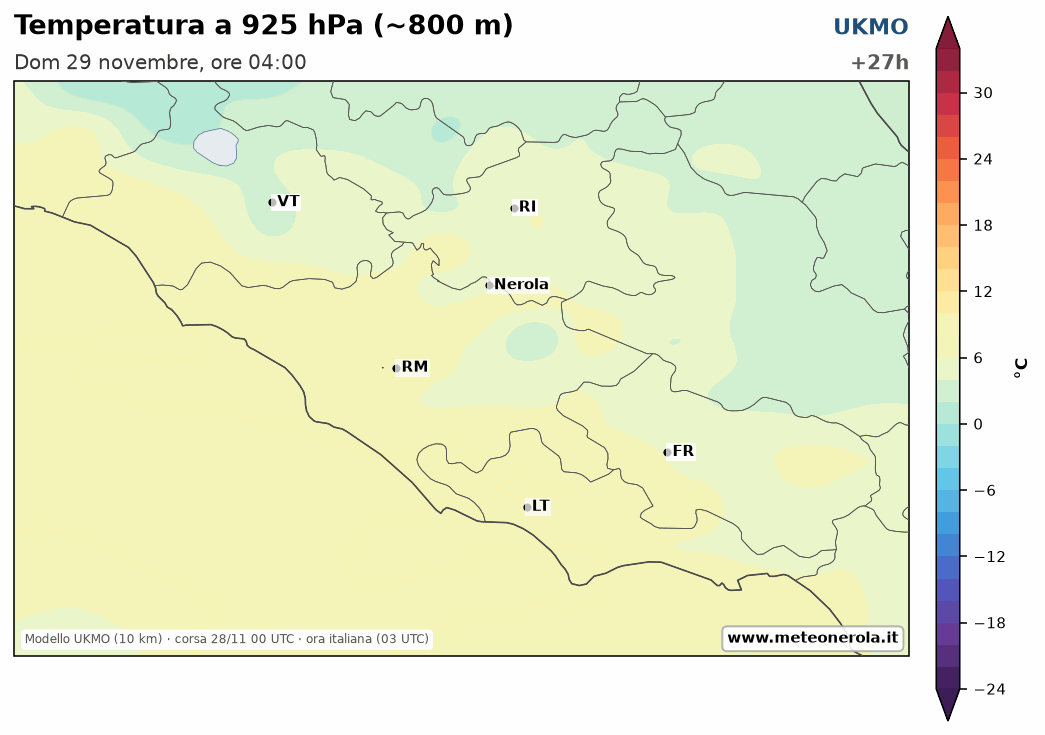 Temperatura a 925 hPa (~800 m)
UKMO
Dom 29 novembre, ore 04:00
+27h
VT
RI
Nerola
RM
FR
LT
Modello UKMO (10 km) · corsa 28/11 00 UTC · ora italiana (03 UTC)
www.meteonerola.it
30
24
18
12
6
0
−6
−12
−18
−24
°C